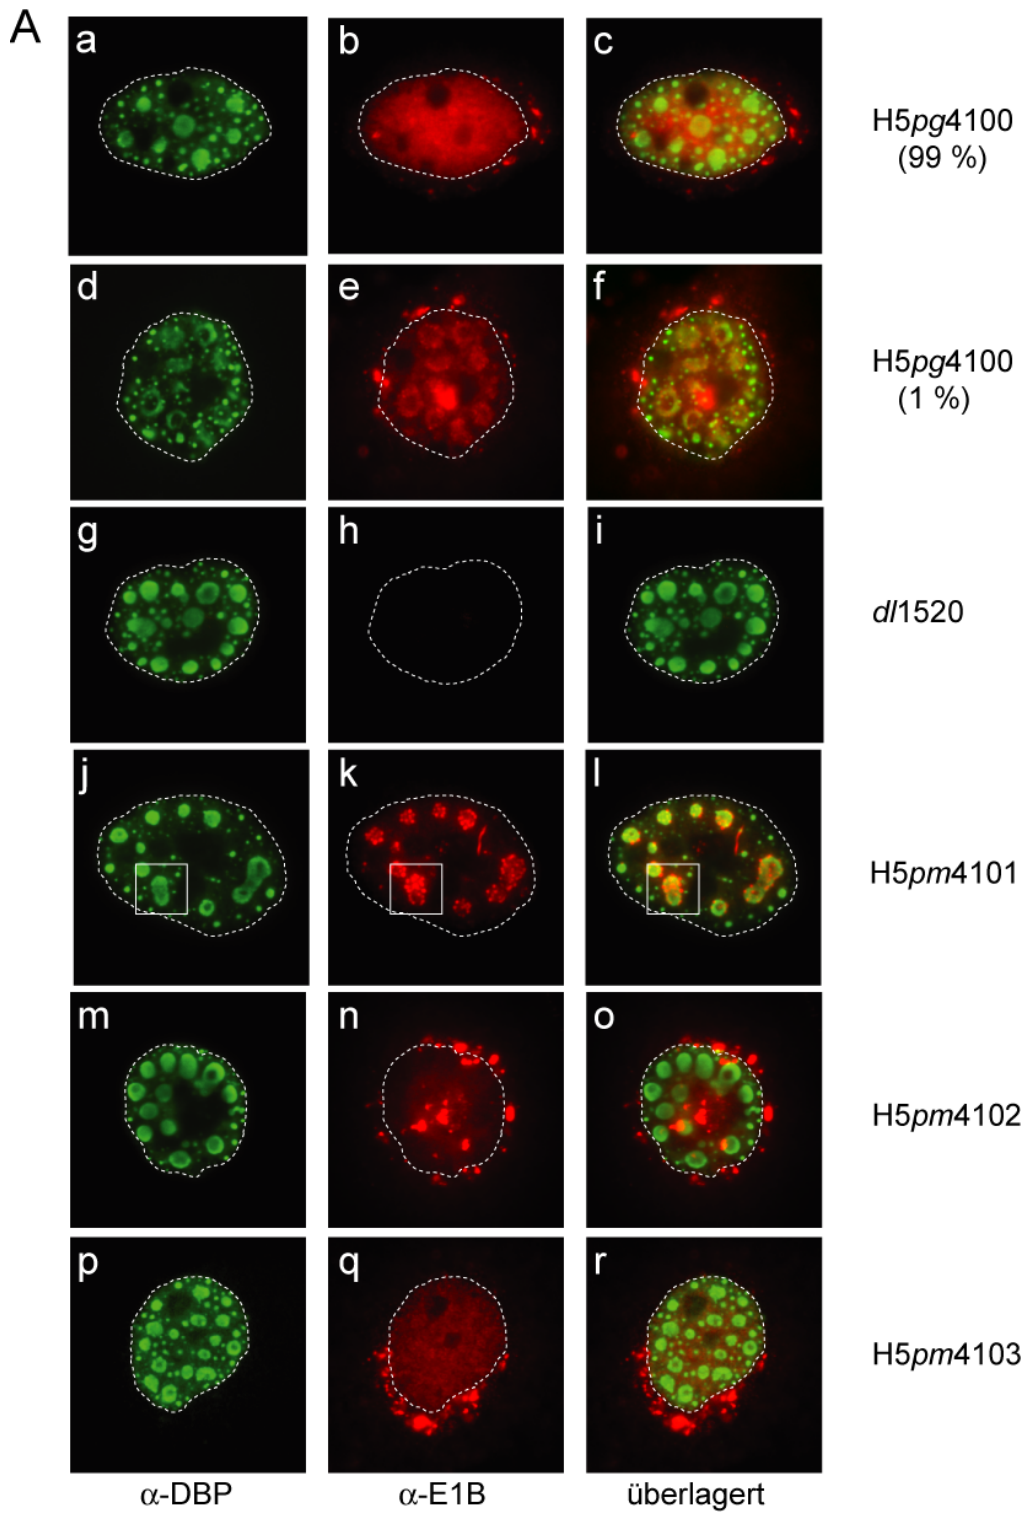 A
a
b
c
H5pg4100
(99 %)
d
e
f
H5pg4100
(1 %)
g
h
i
dl1520
j
k
l
H5pm4101
m
n
o
H5pm4102
p
q
r
H5pm4103
α-DBP
α-E1B
überlagert